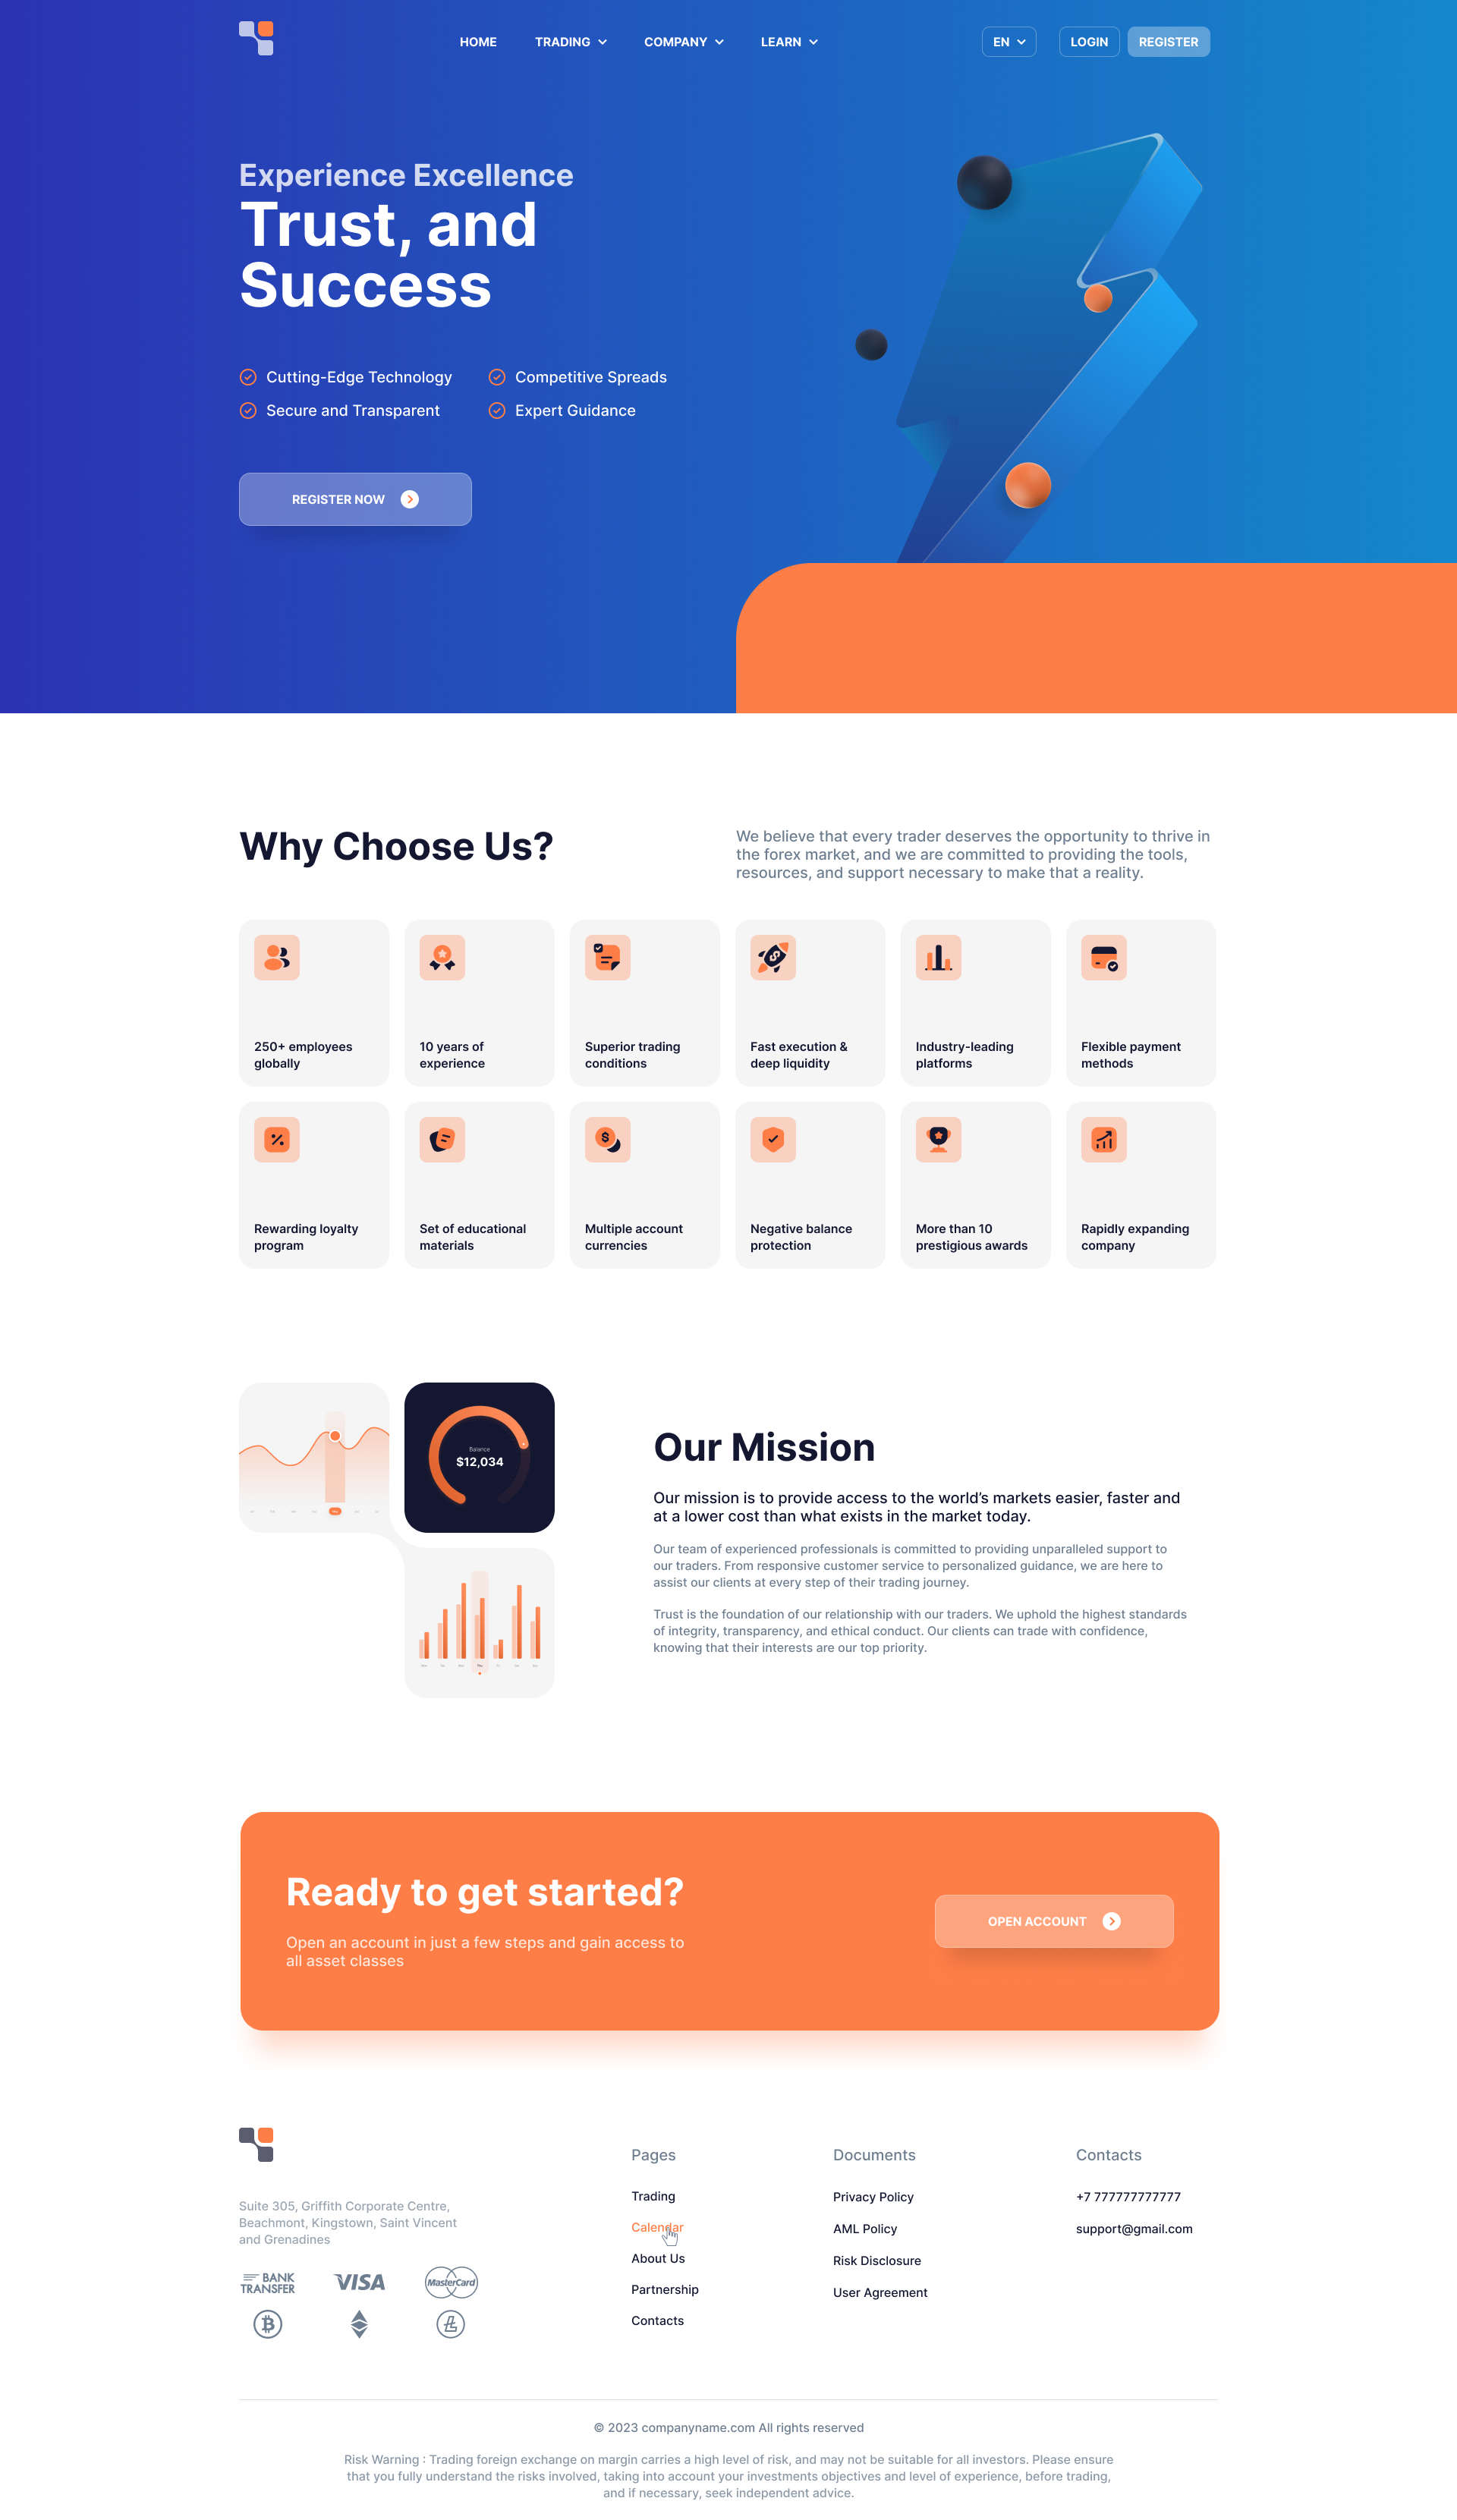 HOME
TRADING
COMPANY
LEARN
EN
LOGIN
REGISTER
Experience Excellence
Trust, and
Success
Cutting-Edge Technology
Competitive Spreads
Secure and Transparent
Expert Guidance
REGISTER NOW
Why Choose Us?
We believe that every trader deserves the opportunity to thrive in
the forex market, and we are committed to providing the tools,
resources, and support necessary to make that a reality.
250+ employees
globally
10 years of
experience
Superior trading
conditions
Fast execution &
deep liquidity
Industry-leading
platforms
Flexible payment
methods
Rewarding loyalty
program
Set of educational
materials
Multiple account
currencies
Negative balance
protection
More than 10
prestigious awards
Rapidly expanding
company
Balance
$12,034
Our Mission
Our mission is to provide access to the world’s markets easier, faster and
at a lower cost than what exists in the market today.
Our team of experienced professionals is committed to providing unparalleled support to
our traders. From responsive customer service to personalized guidance, we are here to
assist our clients at every step of their trading journey.
Trust is the foundation of our relationship with our traders. We uphold the highest standards
of integrity, transparency, and ethical conduct. Our clients can trade with confidence,
knowing that their interests are our top priority.
Ready to get started?
Open an account in just a few steps and gain access to
all asset classes
OPEN ACCOUNT
Suite 305, Griffith Corporate Centre,
Beachmont, Kingstown, Saint Vincent
and Grenadines
BANK
TRANSFER
VISA
MasterCard
Pages
Trading
Calendar
About Us
Partnership
Contacts
Documents
Privacy Policy
AML Policy
Risk Disclosure
User Agreement
Contacts
+7 777777777777
support@gmail.com
© 2023 companyname.com All rights reserved
Risk Warning : Trading foreign exchange on margin carries a high level of risk, and may not be suitable for all investors. Please ensure
that you fully understand the risks involved, taking into account your investments objectives and level of experience, before trading,
and if necessary, seek independent advice.